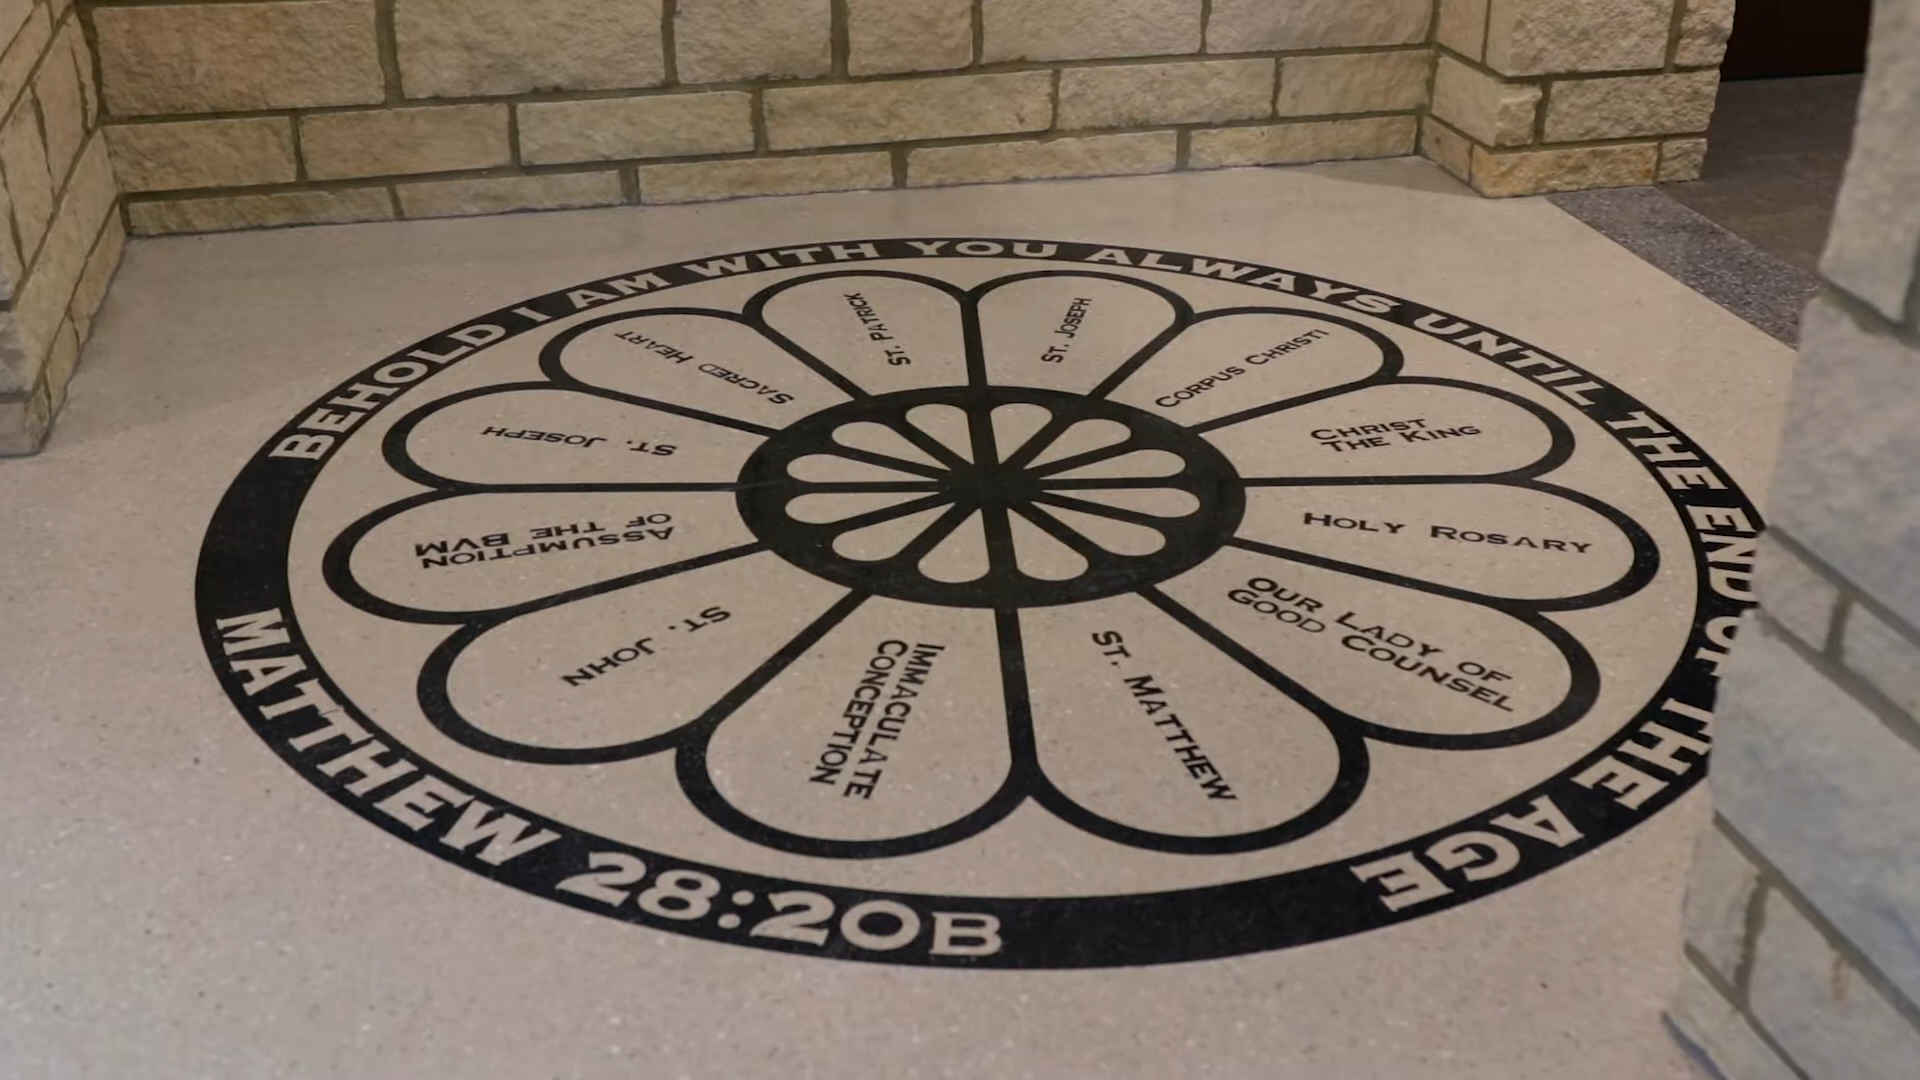 BEHOLD I AM WITH YOU ALWAYS UNTIL THE END OF THE AGE
MATTHEW 28:20B
ST. PATRICK
ST. JOSEPH
CORPUS CHRISTI
CHRIST
THE KING
HOLY ROSARY
OUR LADY OF
GOOD COUNSEL
ST. MATTHEW
IMMACULATE
CONCEPTION
ST. JOHN
ASSUMPTION
OF THE BVM
ST. JOSEPH
SACRED HEART